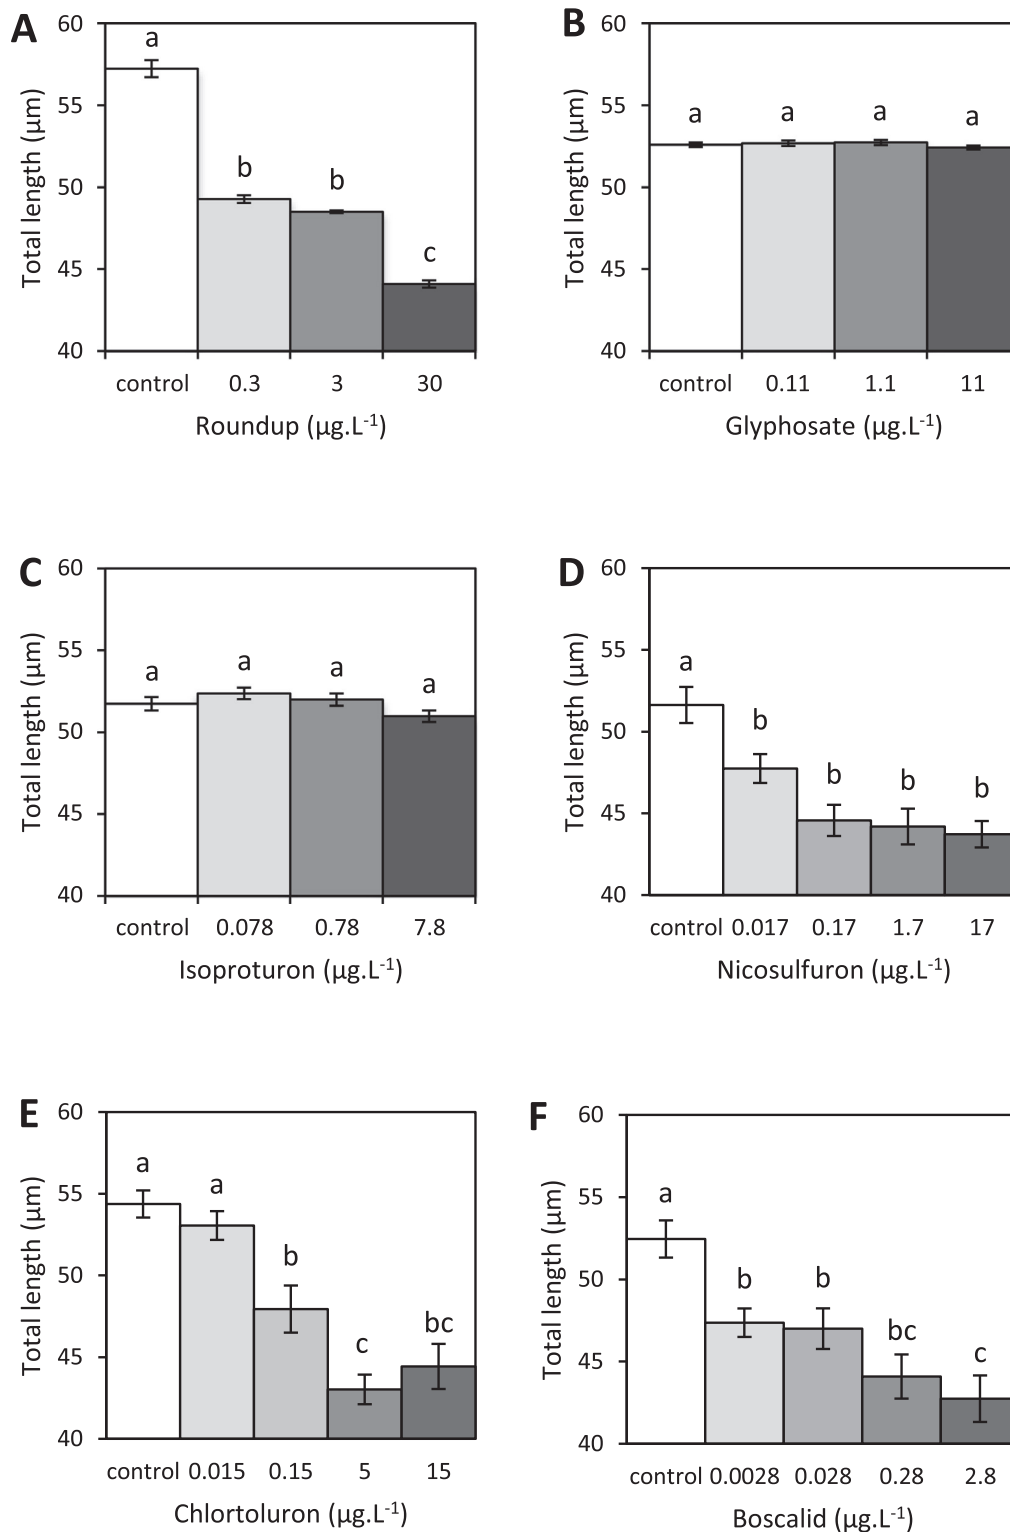 A
60
55
50
45
40
Total length (µm)
a
b
b
c
control 0.3 3 30
Roundup (µg.L-1)
B
60
55
50
45
40
Total length (µm)
a
a
a
a
control 0.11 1.1 11
Glyphosate (µg.L-1)
C
60
55
50
45
40
Total length (µm)
a
a
a
a
control 0.078 0.78 7.8
Isoproturon (µg.L-1)
D
60
55
50
45
40
Total length (µm)
a
b
b
b
b
control 0.017 0.17 1.7 17
Nicosulfuron (µg.L-1)
E
60
55
50
45
40
Total length (µm)
a
a
b
c
bc
control 0.015 0.15 5 15
Chlortoluron (µg.L-1)
F
60
55
50
45
40
Total length (µm)
a
b
b
bc
c
control 0.0028 0.028 0.28 2.8
Boscalid (µg.L-1)